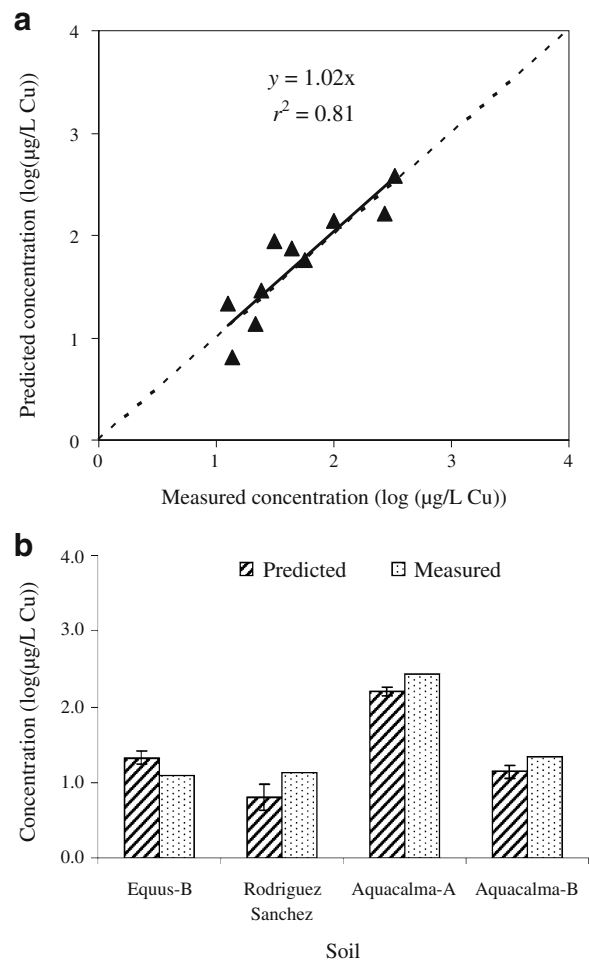 a
4
3
2
1
0
Predicted concentration (log(µg/L Cu))
y = 1.02x
r² = 0.81
0 1 2 3 4
Measured concentration (log (µg/L Cu))
b
4.0
3.0
2.0
1.0
0.0
Concentration (log(µg/L Cu))
Predicted Measured
Equus-B Rodriguez Aquacalma-A Aquacalma-B
Sanchez
Soil